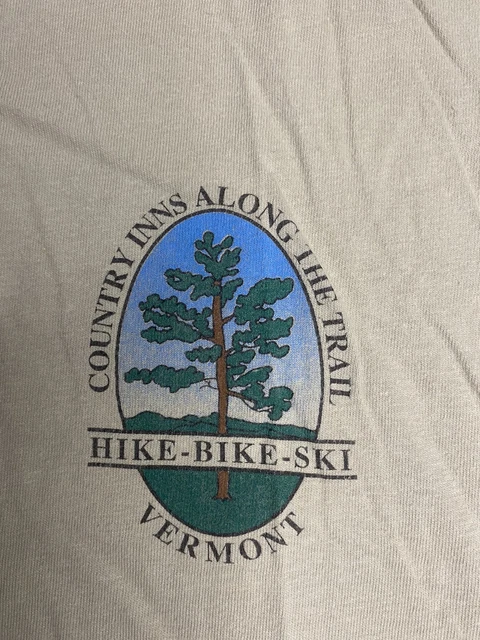 COUNTRY INNS ALONG THE TRAIL
HIKE-BIKE-SKI
VERMONT